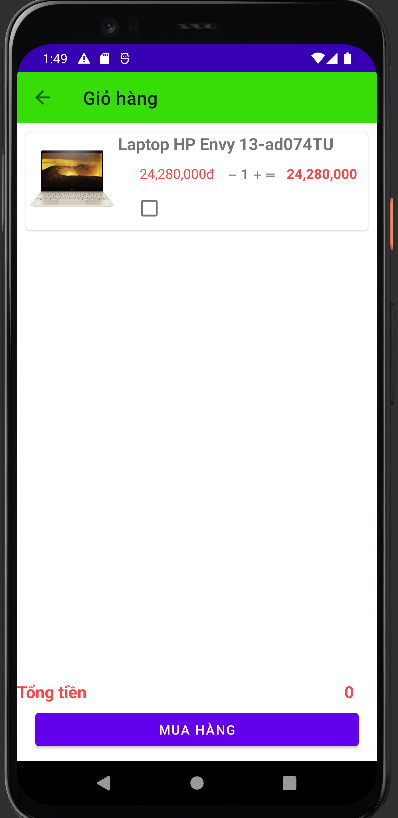 1:49
Giỏ hàng
Laptop HP Envy 13-ad074TU
24,280,000đ − 1 + = 24,280,000
Tổng tiền 0
MUA HÀNG